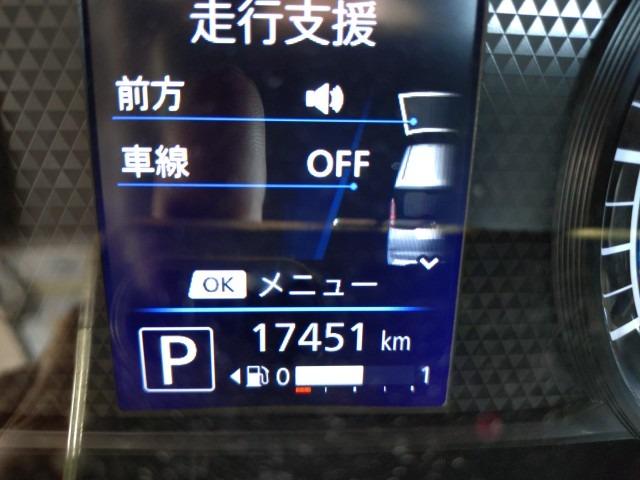 走行支援
前方
車線 OFF
OK メニュー
P 17451 km
0 1